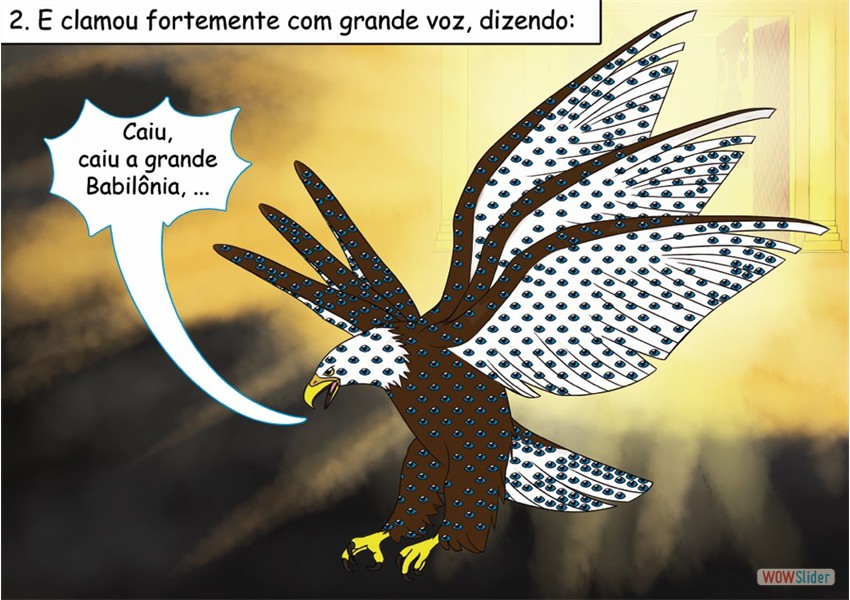 2. E clamou fortemente com grande voz, dizendo:
Caiu,
caiu a grande
Babilônia, ...
WOWSlider